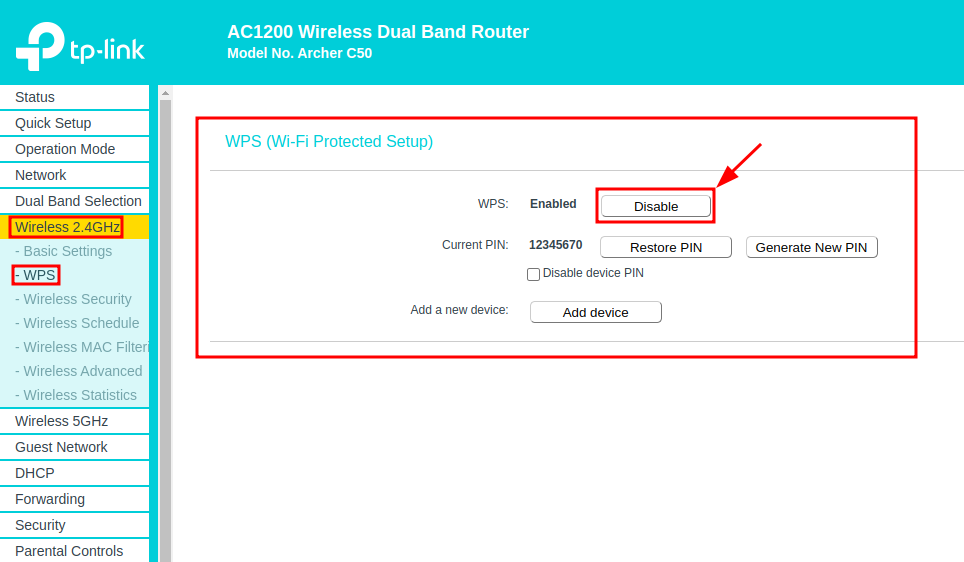 tp-link
AC1200 Wireless Dual Band Router
Model No. Archer C50
Status
Quick Setup
Operation Mode
Network
Dual Band Selection
Wireless 2.4GHz
- Basic Settings
- WPS
- Wireless Security
- Wireless Schedule
- Wireless MAC Filteri
- Wireless Advanced
- Wireless Statistics
Wireless 5GHz
Guest Network
DHCP
Forwarding
Security
Parental Controls
WPS (Wi-Fi Protected Setup)
WPS: Enabled Disable
Current PIN: 12345670 Restore PIN Generate New PIN
Disable device PIN
Add a new device: Add device